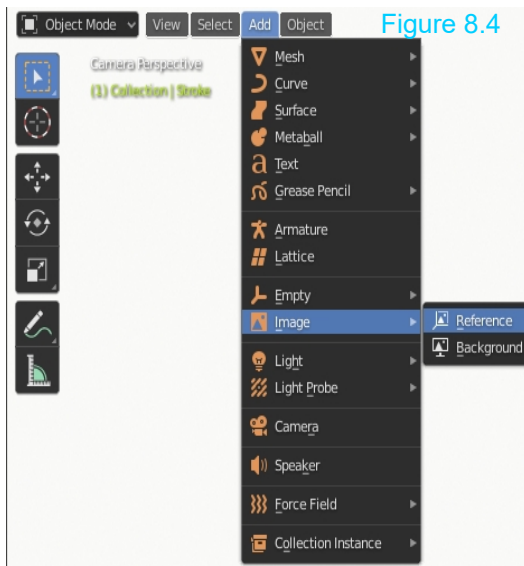 Object Mode View Select Add Object Figure 8.4
Camera Perspective
(1) Collection | Stroke
Mesh
Curve
Surface
Metaball
Text
Grease Pencil
Armature
Lattice
Empty
Image
Reference
Background
Light
Light Probe
Camera
Speaker
Force Field
Collection Instance